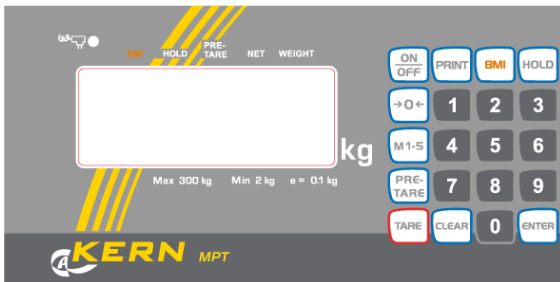 BMI HOLD PRE-TARE NET WEIGHT
kg
Max 300 kg Min 2 kg e = 0.1 kg
KERN MPT
ON OFF PRINT BMI HOLD
→0← 1 2 3
M1-5 4 5 6
PRE-TARE 7 8 9
TARE CLEAR 0 ENTER